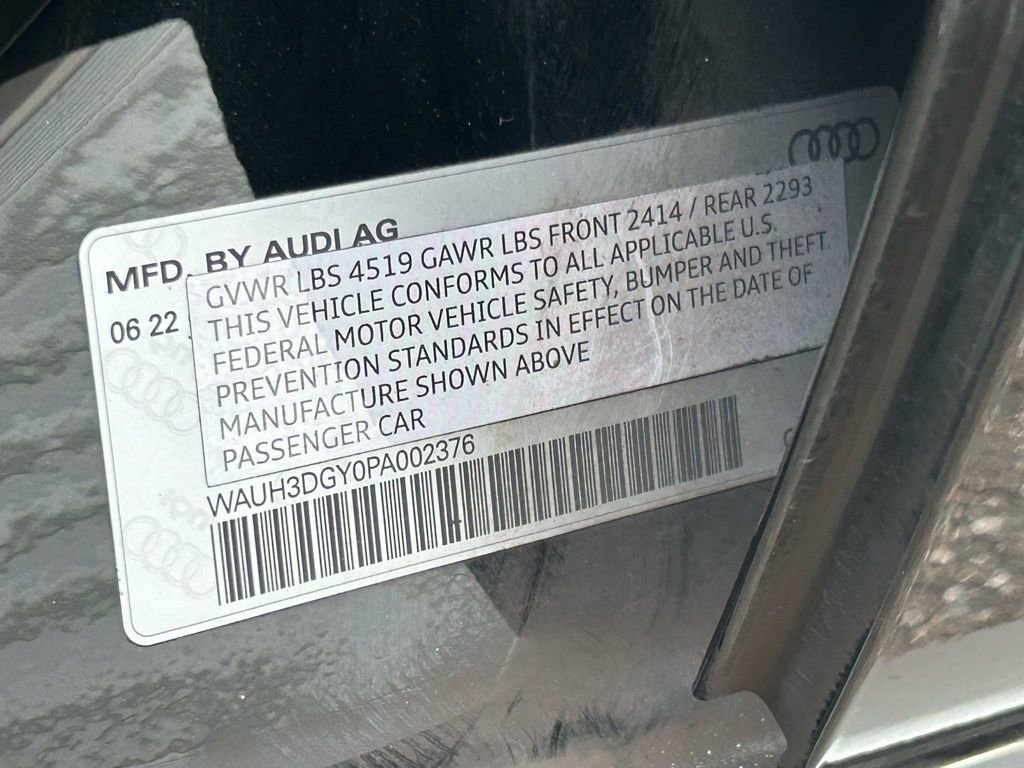 MFD. BY AUDI AG
06 22
GVWR LBS 4519 GAWR LBS FRONT 2414 / REAR 2293
THIS VEHICLE CONFORMS TO ALL APPLICABLE U.S.
FEDERAL MOTOR VEHICLE SAFETY, BUMPER AND THEFT
PREVENTION STANDARDS IN EFFECT ON THE DATE OF
MANUFACTURE SHOWN ABOVE
PASSENGER CAR
WAUH3DGY0PA002376